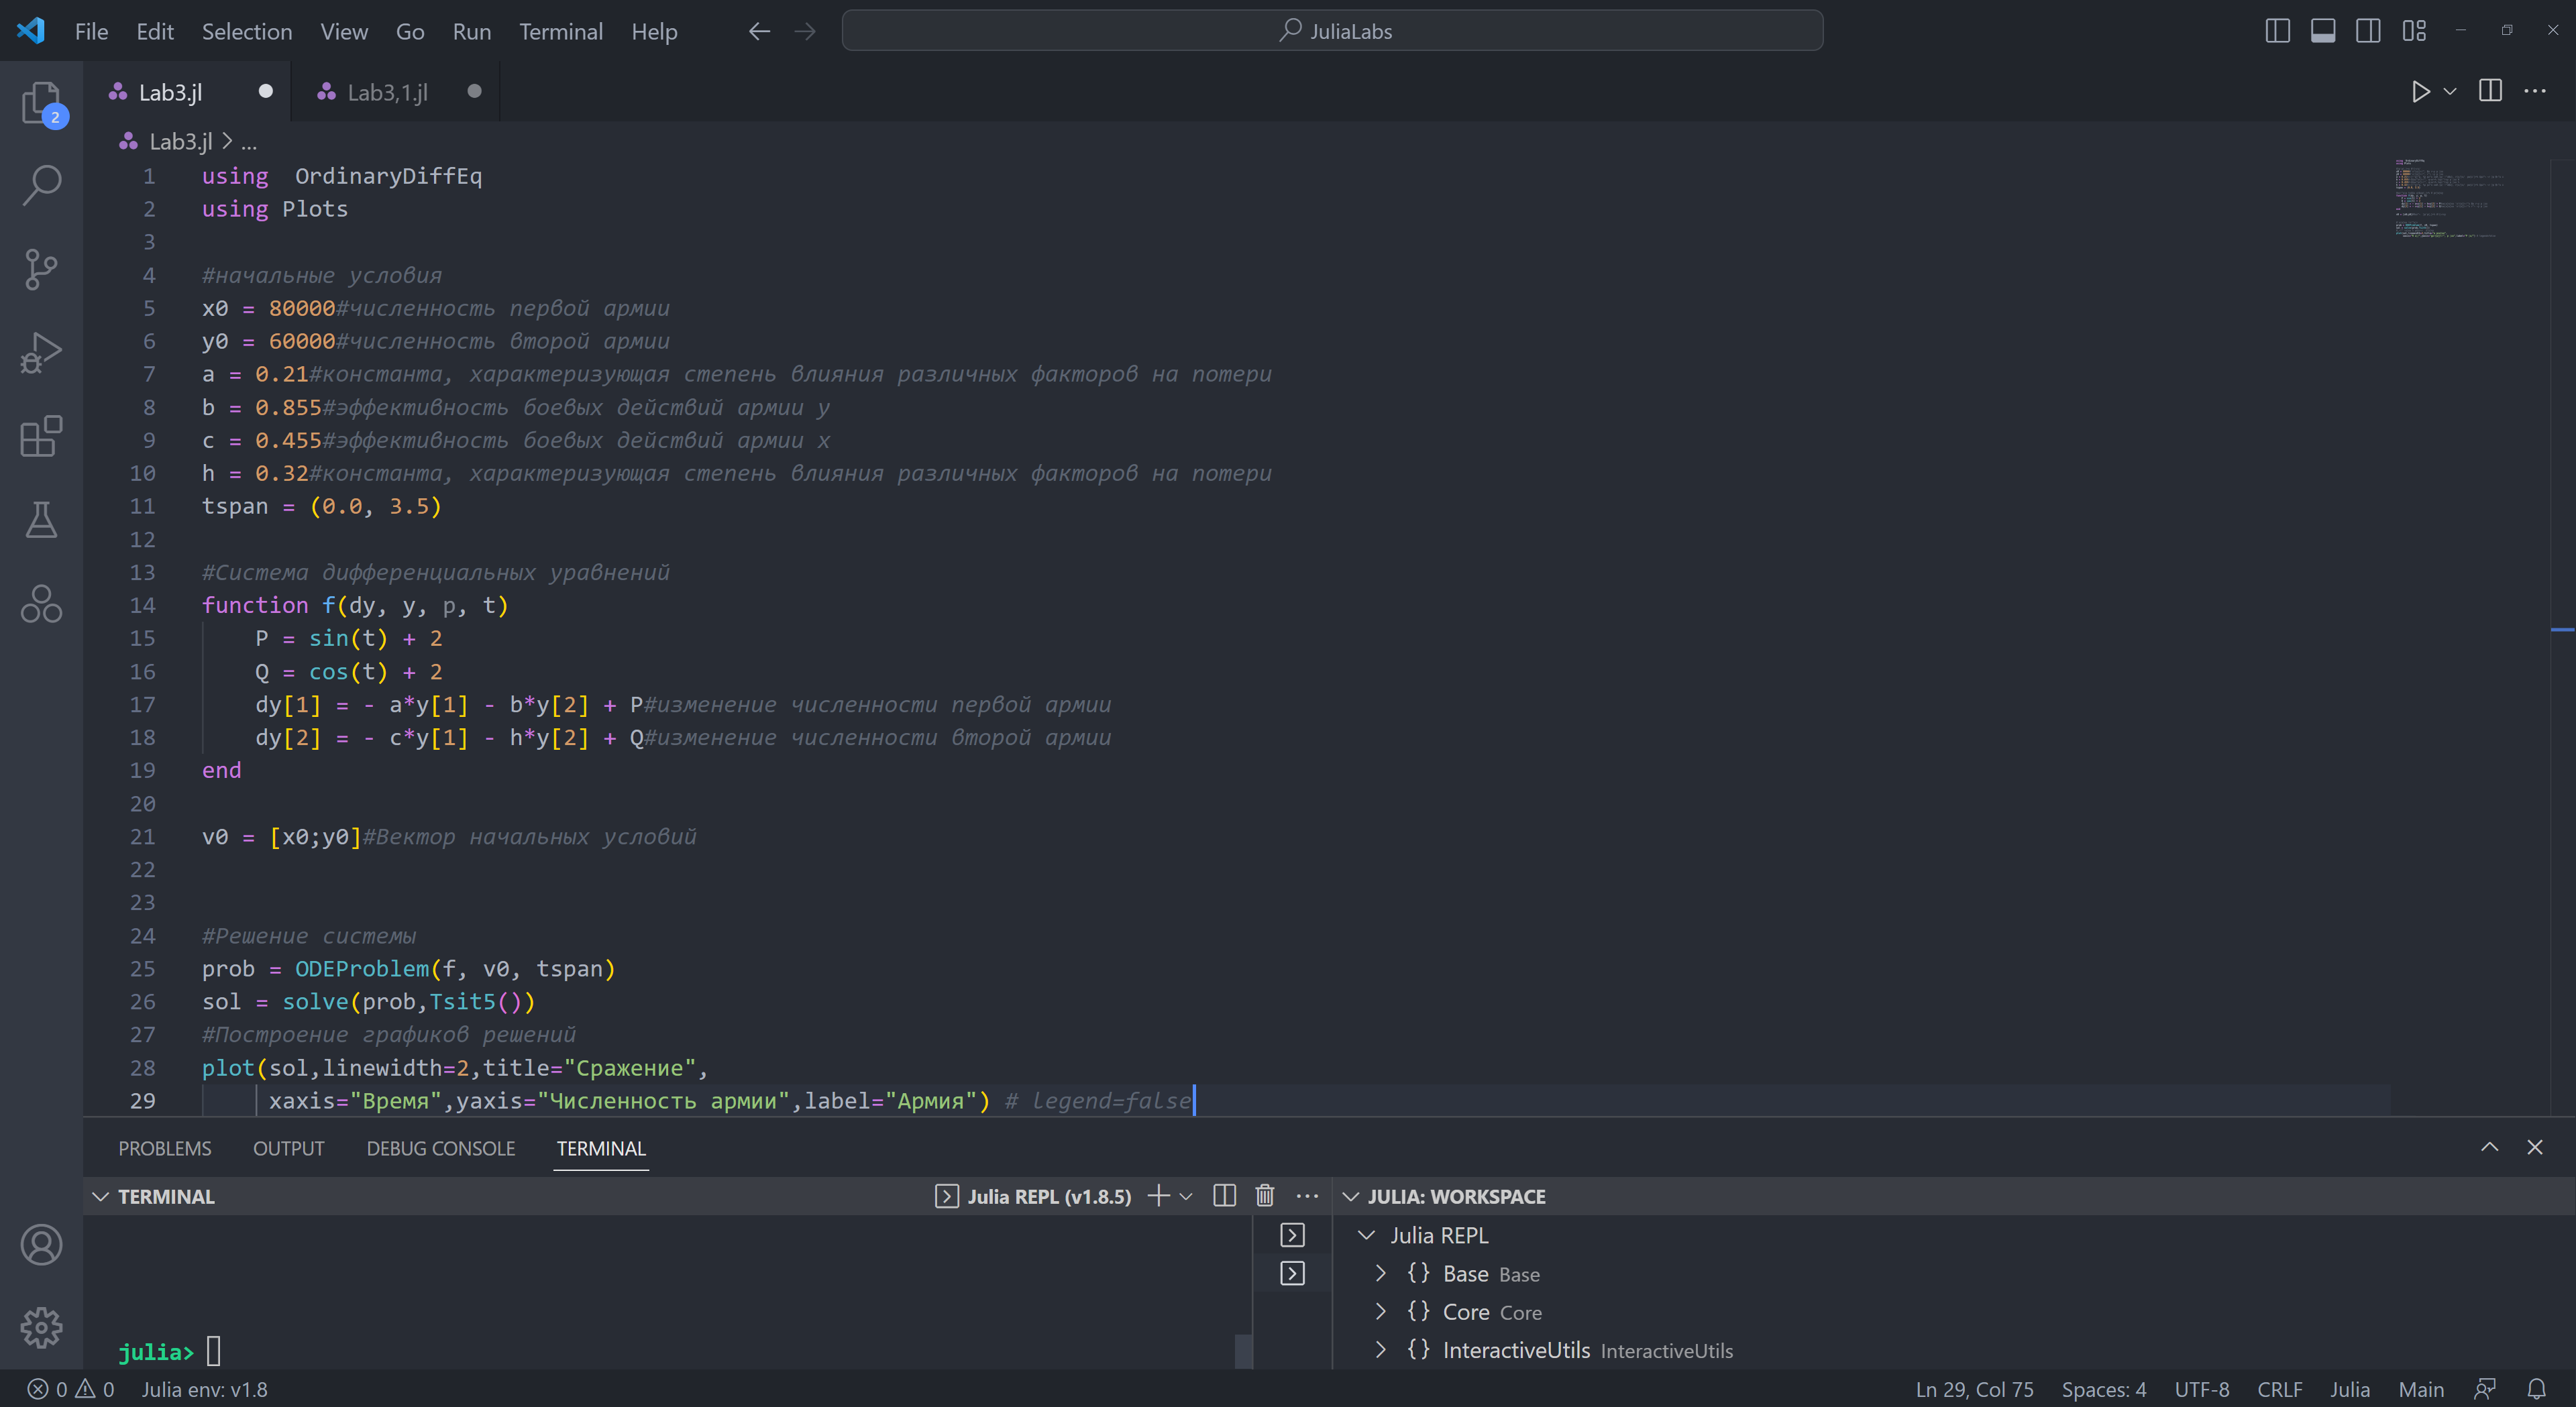 File Edit Selection View Go Run Terminal Help JuliaLabs
2
Lab3.jl Lab3,1.jl
Lab3.jl > ...
1 using  OrdinaryDiffEq
2 using Plots
3
4 #начальные условия
5 x0 = 80000#численность первой армии
6 y0 = 60000#численность второй армии
7 a = 0.21#константа, характеризующая степень влияния различных факторов на потери
8 b = 0.855#эффективность боевых действий армии у
9 c = 0.455#эффективность боевых действий армии х
10 h = 0.32#константа, характеризующая степень влияния различных факторов на потери
11 tspan = (0.0, 3.5)
12
13 #Система дифференциальных уравнений
14 function f(dy, y, p, t)
15     P = sin(t) + 2
16     Q = cos(t) + 2
17     dy[1] = - a*y[1] - b*y[2] + P#изменение численности первой армии
18     dy[2] = - c*y[1] - h*y[2] + Q#изменение численности второй армии
19 end
20
21 v0 = [x0;y0]#Вектор начальных условий
22
23
24 #Решение системы
25 prob = ODEProblem(f, v0, tspan)
26 sol = solve(prob,Tsit5())
27 #Построение графиков решений
28 plot(sol,linewidth=2,title="Сражение",
29      xaxis="Время",yaxis="Численность армии",label="Армия") # legend=false
PROBLEMS OUTPUT DEBUG CONSOLE TERMINAL
TERMINAL Julia REPL (v1.8.5) JULIA: WORKSPACE
Julia REPL
{} Base Base
{} Core Core
{} InteractiveUtils InteractiveUtils
julia>
0 0 Julia env: v1.8 Ln 29, Col 75 Spaces: 4 UTF-8 CRLF Julia Main